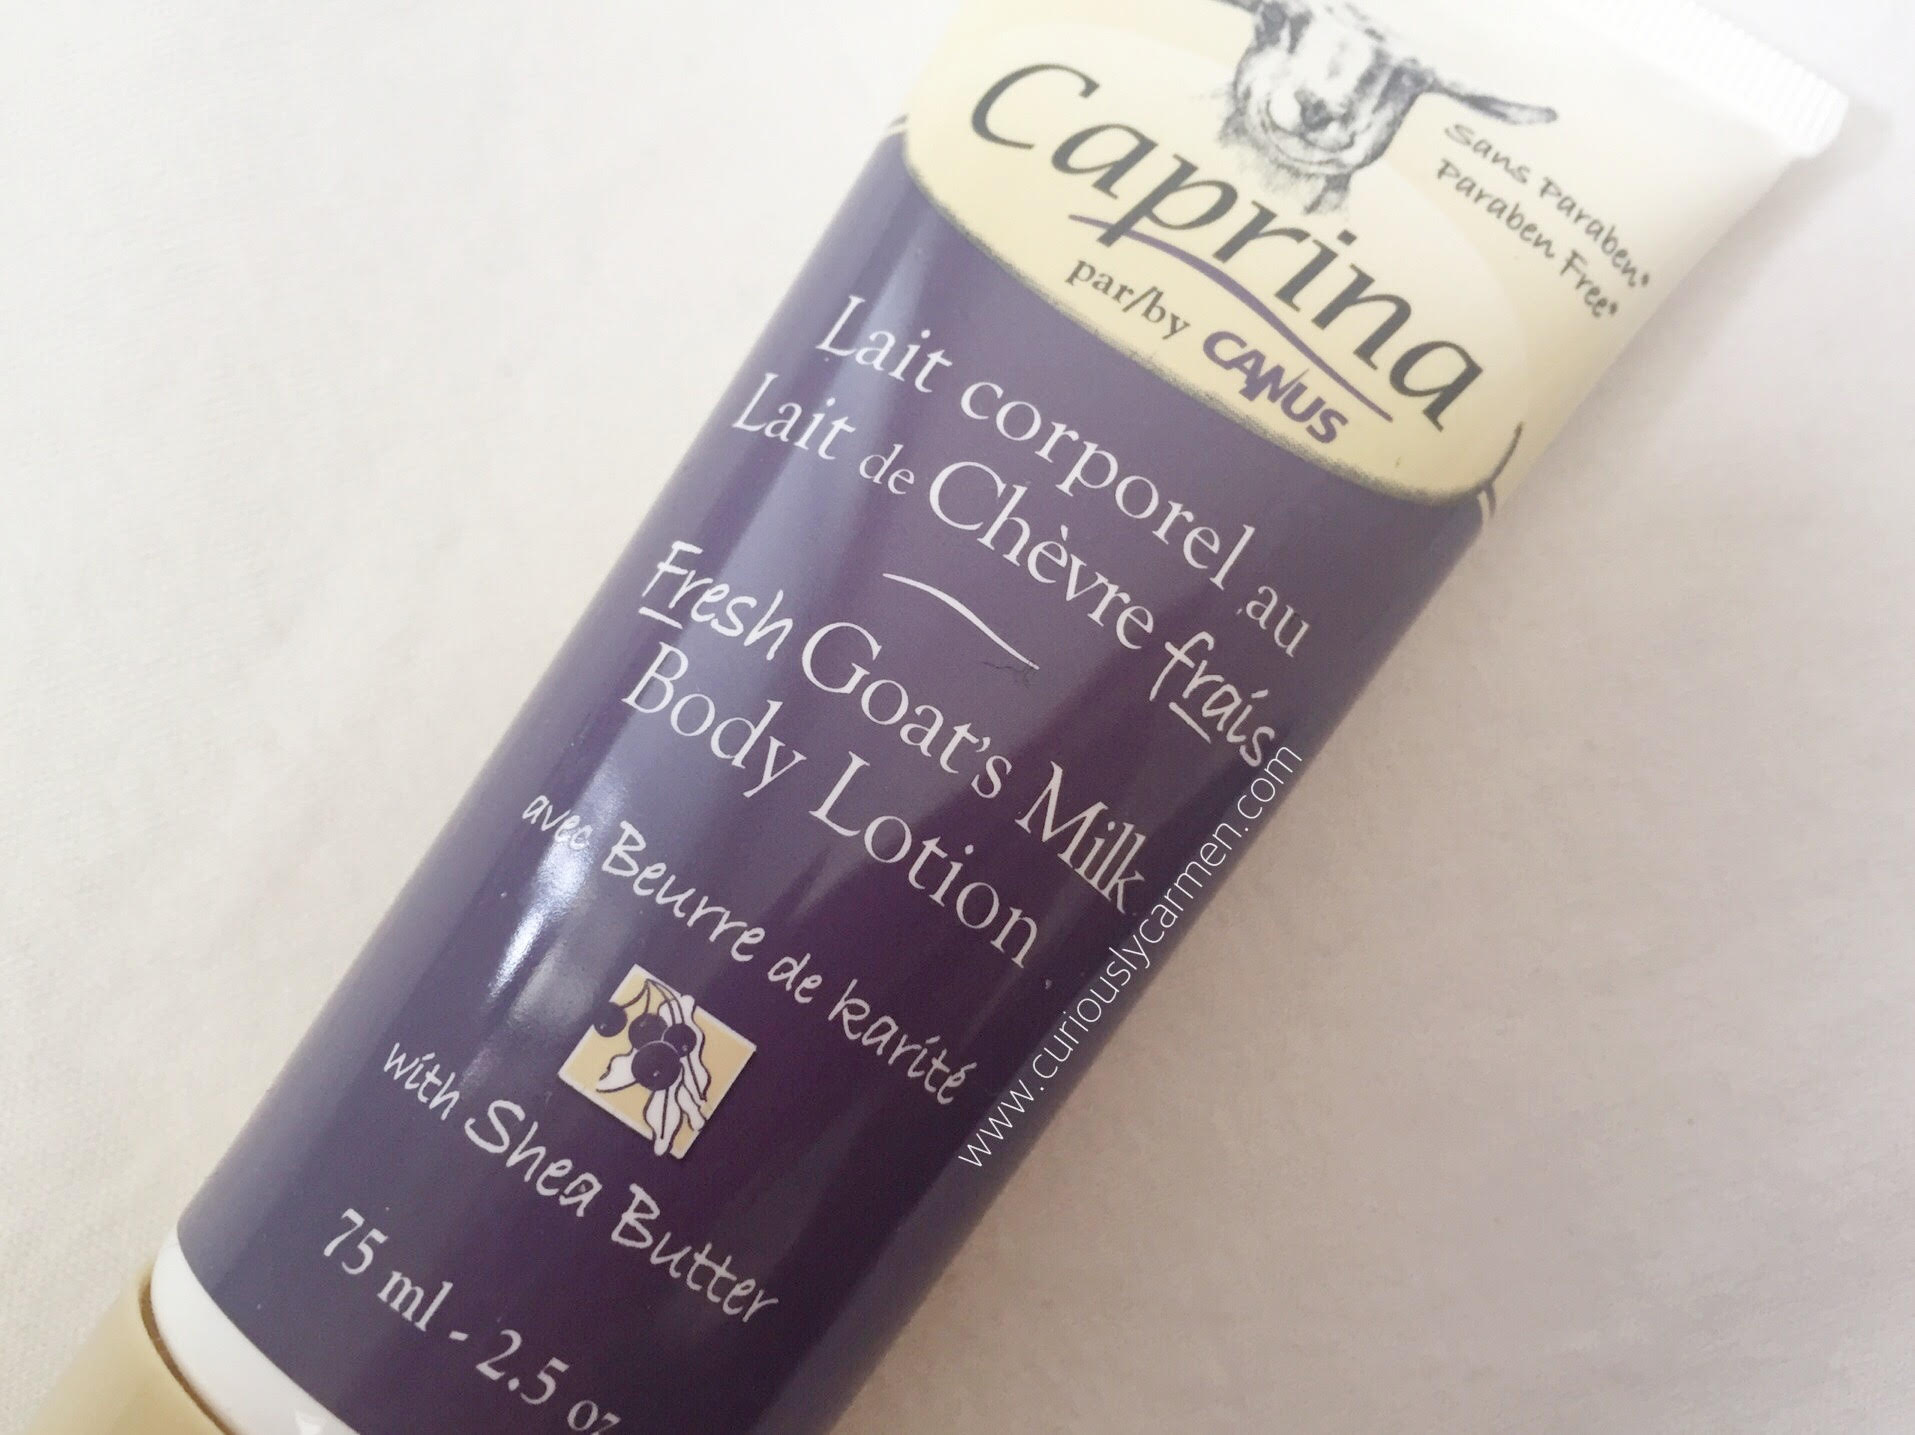 Caprina
par/by CANUS
Sans Paraben*
Paraben Free*
Lait corporel au
Lait de Chèvre frais
Fresh Goat's Milk
Body Lotion
avec Beurre de karité
with Shea Butter
75 ml - 2.5 oz
www.curiouslycarmen.com